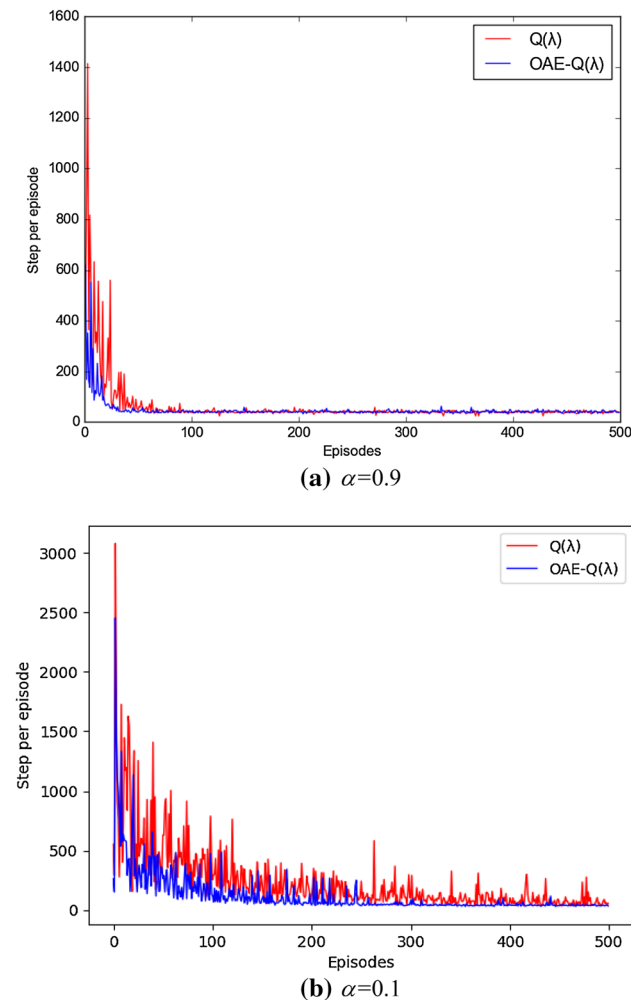 1600
1400
1200
1000
800
600
400
200
0
Step per episode
Q(λ)
OAE-Q(λ)
0 100 200 300 400 500
Episodes
(a) α=0.9
3000
2500
2000
1500
1000
500
0
Step per episode
Q(λ)
OAE-Q(λ)
0 100 200 300 400 500
Episodes
(b) α=0.1